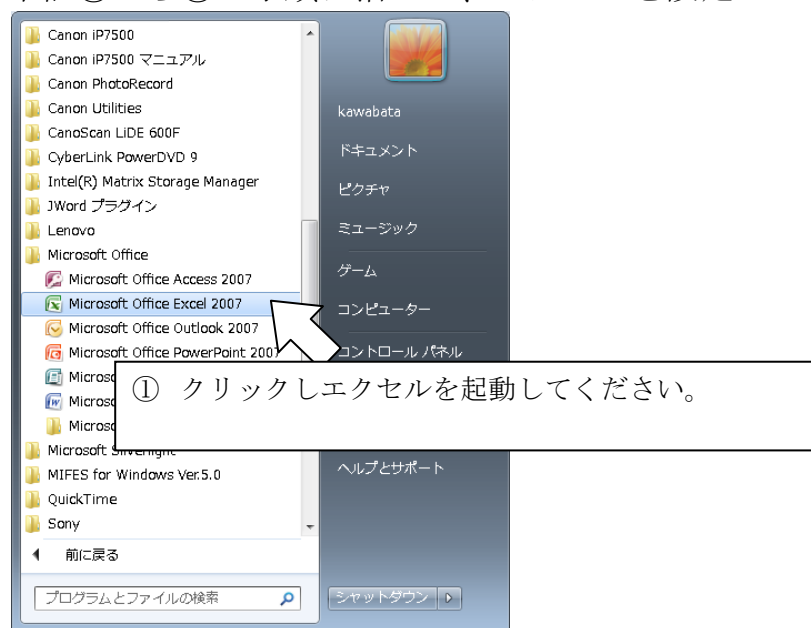 Canon iP7500
Canon iP7500 マニュアル
Canon PhotoRecord
Canon Utilities
CanoScan LiDE 600F
CyberLink PowerDVD 9
Intel(R) Matrix Storage Manager
JWord プラグイン
Lenovo
Microsoft Office
Microsoft Office Access 2007
Microsoft Office Excel 2007
Microsoft Office Outlook 2007
Microsoft Office PowerPoint 2007
Microsoft Silverlight
MIFES for Windows Ver.5.0
QuickTime
Sony
前に戻る
プログラムとファイルの検索
kawabata
ドキュメント
ピクチャ
ミュージック
ゲーム
コンピューター
コントロール パネル
ヘルプとサポート
シャットダウン
① クリックしエクセルを起動してください。